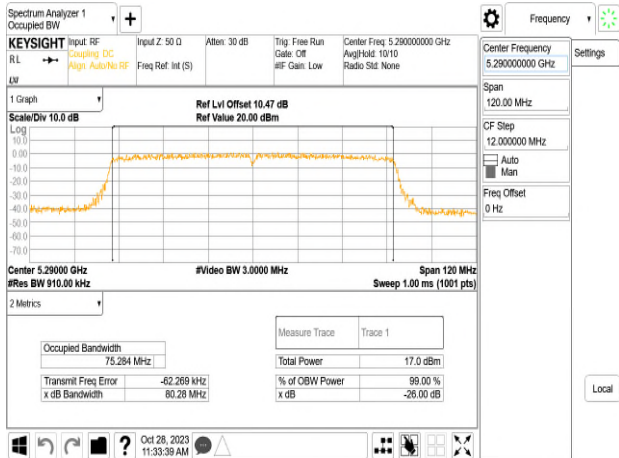 Spectrum Analyzer 1
Occupied BW
Frequency
KEYSIGHT
Input: RF
Coupling: DC
Align: Auto/No RF
Input Z: 50 Ω
Freq Ref: Int (S)
Atten: 30 dB
Trig: Free Run
Gate: Off
#IF Gain: Low
Center Freq: 5.290000000 GHz
Avg|Hold: 10/10
Radio Std: None
RL
LXI
Center Frequency
5.290000000 GHz
Settings
Span
120.00 MHz
CF Step
12.000000 MHz
Auto
Man
Freq Offset
0 Hz
Local
1 Graph
Scale/Div 10.0 dB
Ref Lvl Offset 10.47 dB
Ref Value 20.00 dBm
Log
10.0
0.00
-10.0
-20.0
-30.0
-40.0
-50.0
-60.0
-70.0
Center 5.29000 GHz
#Video BW 3.0000 MHz
Span 120 MHz
#Res BW 910.00 kHz
Sweep 1.00 ms (1001 pts)
2 Metrics
Measure Trace
Trace 1
Occupied Bandwidth
75.284 MHz
Total Power
17.0 dBm
Transmit Freq Error
-62.269 kHz
% of OBW Power
99.00 %
x dB Bandwidth
80.28 MHz
x dB
-26.00 dB
?
Oct 28, 2023
11:33:39 AM